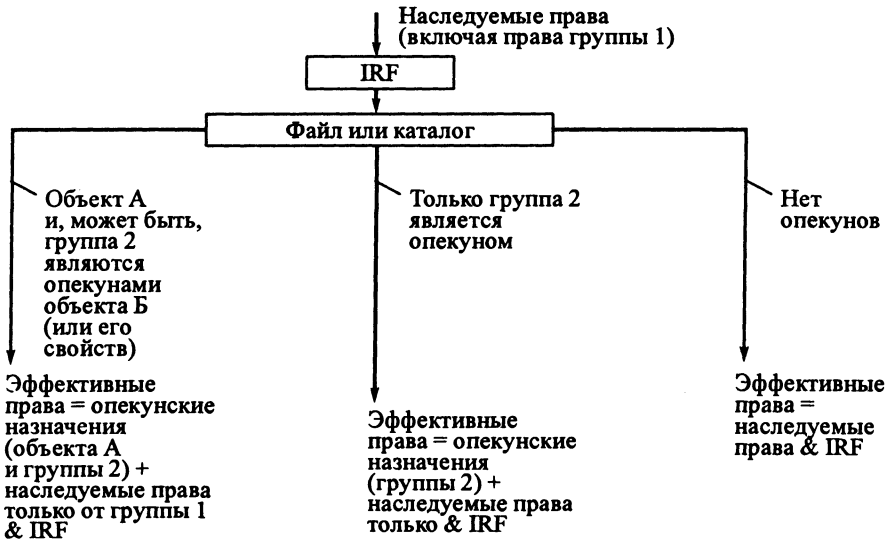 Наследуемые права
(включая права группы 1)
IRF
Файл или каталог
Объект А
и, может быть,
группа 2
являются
опекунами
объекта Б
(или его
свойств)
Только группа 2
является
опекуном
Нет
опекунов
Эффективные
права = опекунские
назначения
(объекта А
и группы 2) +
наследуемые права
только от группы 1
& IRF
Эффективные
права = опекунские
назначения
(группы 2) +
наследуемые права
только & IRF
Эффективные
права =
наследуемые
права & IRF